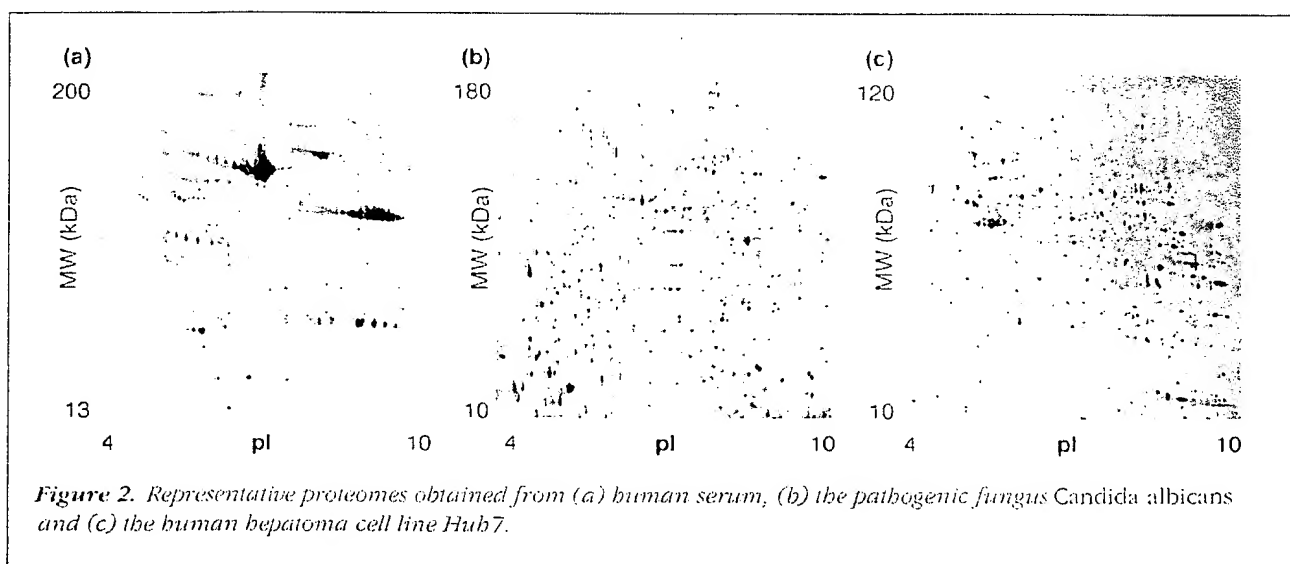 (a)
200
MW (kDa)
13
4
pI
10
(b)
180
MW (kDa)
10
4
pI
10
(c)
120
MW (kDa)
10
4
pI
10
Figure 2. Representative proteomes obtained from (a) human serum, (b) the pathogenic fungus Candida albicans
and (c) the human hepatoma cell line Huh7.